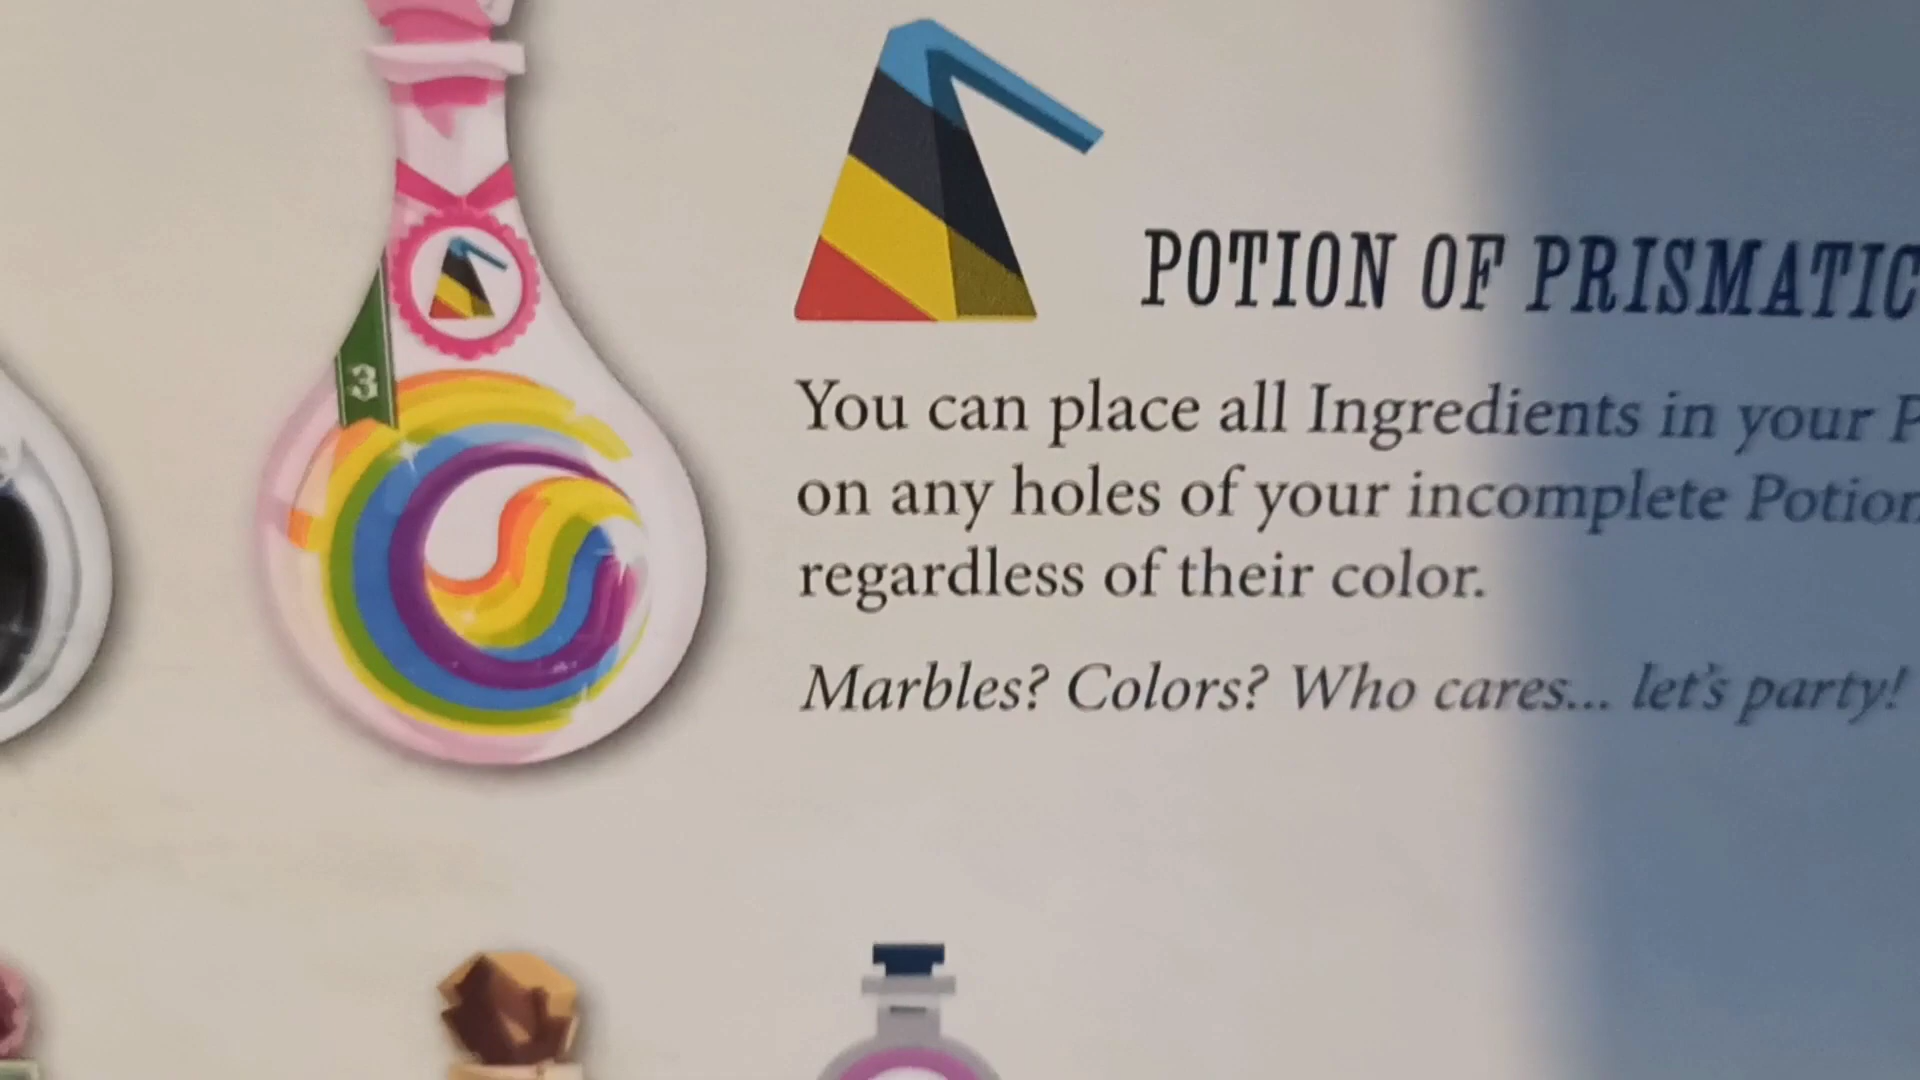 POTION OF PRISMATIC
3
You can place all Ingredients in your P
on any holes of your incomplete Potion
regardless of their color.
Marbles? Colors? Who cares... let's party!